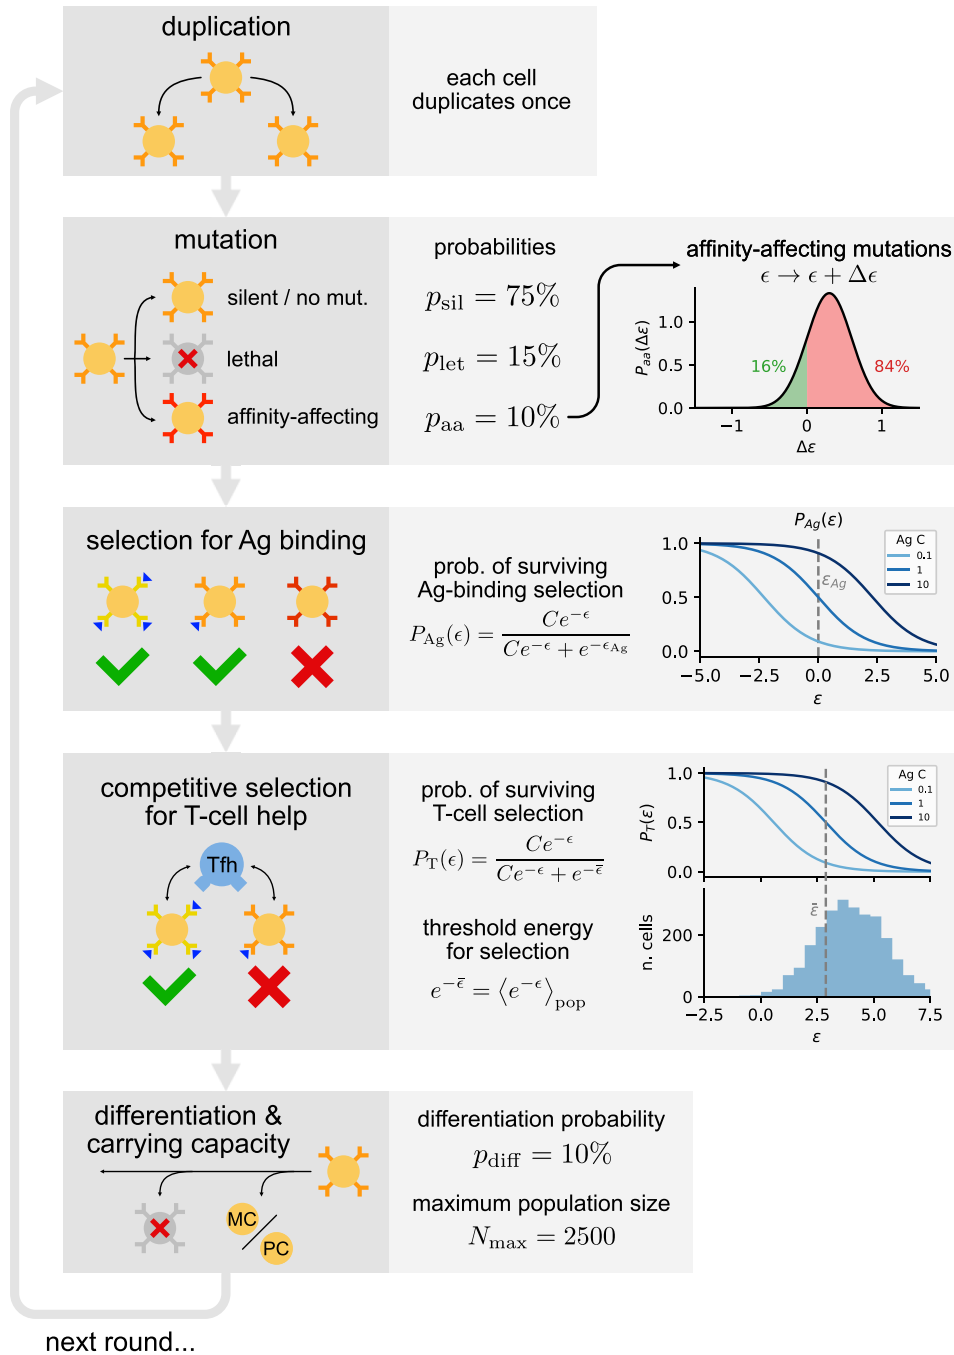 duplication
each cell
duplicates once
mutation
silent / no mut.
lethal
affinity-affecting
probabilities
p_sil = 75%
p_let = 15%
p_aa = 10%
affinity-affecting mutations
ϵ → ϵ + Δϵ
P_aa(Δε)
1.0
0.5
0.0
16%
84%
−1
0
1
Δε
selection for Ag binding
prob. of surviving
Ag-binding selection
P_Ag(ϵ) = Ce^{−ϵ} / (Ce^{−ϵ} + e^{−ϵ_Ag})
P_Ag(ε)
1.0
0.5
0.0
ε_Ag
Ag C
0.1
1
10
−5.0
−2.5
0.0
2.5
5.0
ε
competitive selection
for T-cell help
Tfh
prob. of surviving
T-cell selection
P_T(ϵ) = Ce^{−ϵ} / (Ce^{−ϵ} + e^{−ϵ̄})
threshold energy
for selection
e^{−ϵ̄} = ⟨e^{−ϵ}⟩_pop
P_T(ε)
1.0
0.5
0.0
Ag C
0.1
1
10
n. cells
200
0
ε̄
−2.5
0.0
2.5
5.0
7.5
ε
differentiation &
carrying capacity
MC
PC
differentiation probability
p_diff = 10%
maximum population size
N_max = 2500
next round...